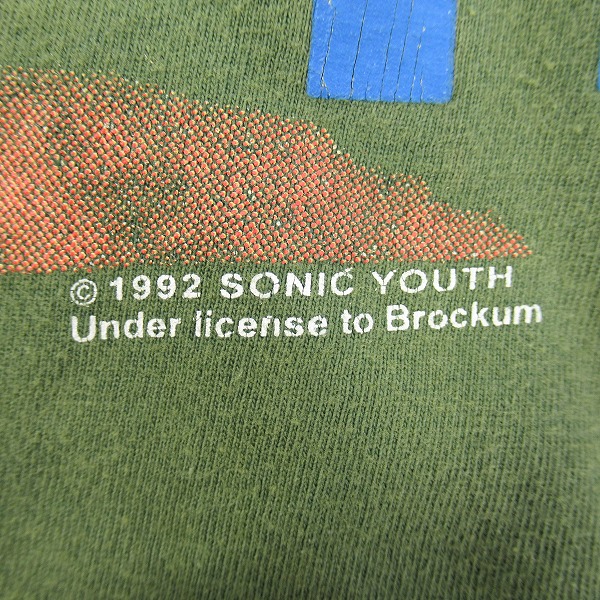 © 1992 SONIC YOUTH
Under license to Brockum